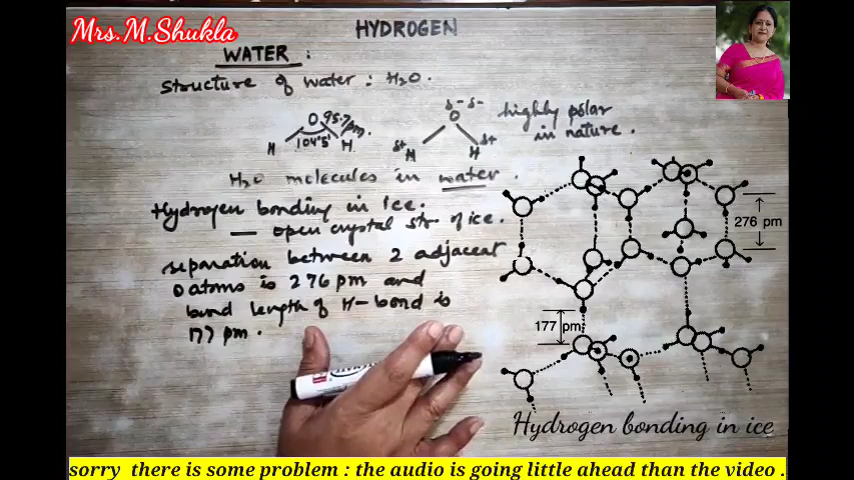 Mrs.M.Shukla
HYDROGEN
WATER :
Structure of water : H₂O.
O 95.7 pm.
H 104°5' H
δ- δ-
O
δ+ H H δ+
highly polar
in nature.
H₂O molecules in water.
Hydrogen bonding in Ice.
— open crystal str of ice.
separation between 2 adjacent
O atoms is 276 pm and
bond length of H-bond is
177 pm.
276 pm
177 pm
Hydrogen bonding in ice
sorry there is some problem : the audio is going little ahead than the video .